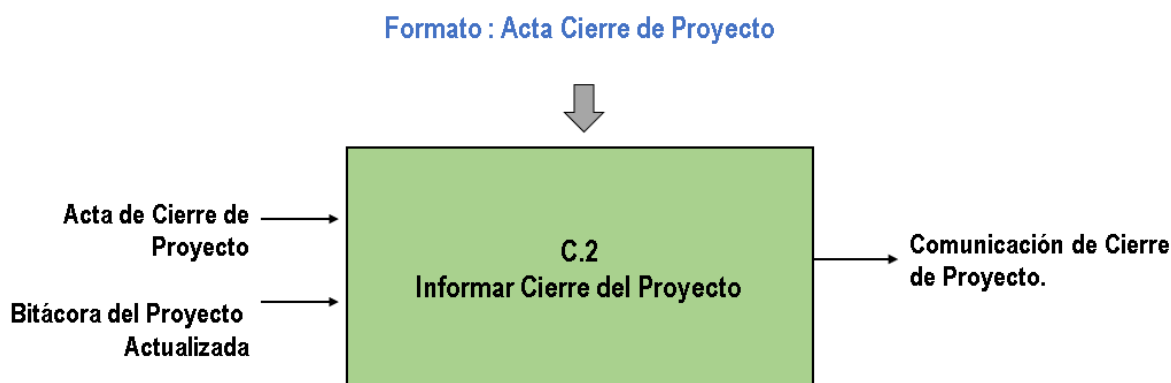 Formato : Acta Cierre de Proyecto
Acta de Cierre de
Proyecto
Bitácora del Proyecto
Actualizada
C.2
Informar Cierre del Proyecto
Comunicación de Cierre
de Proyecto.